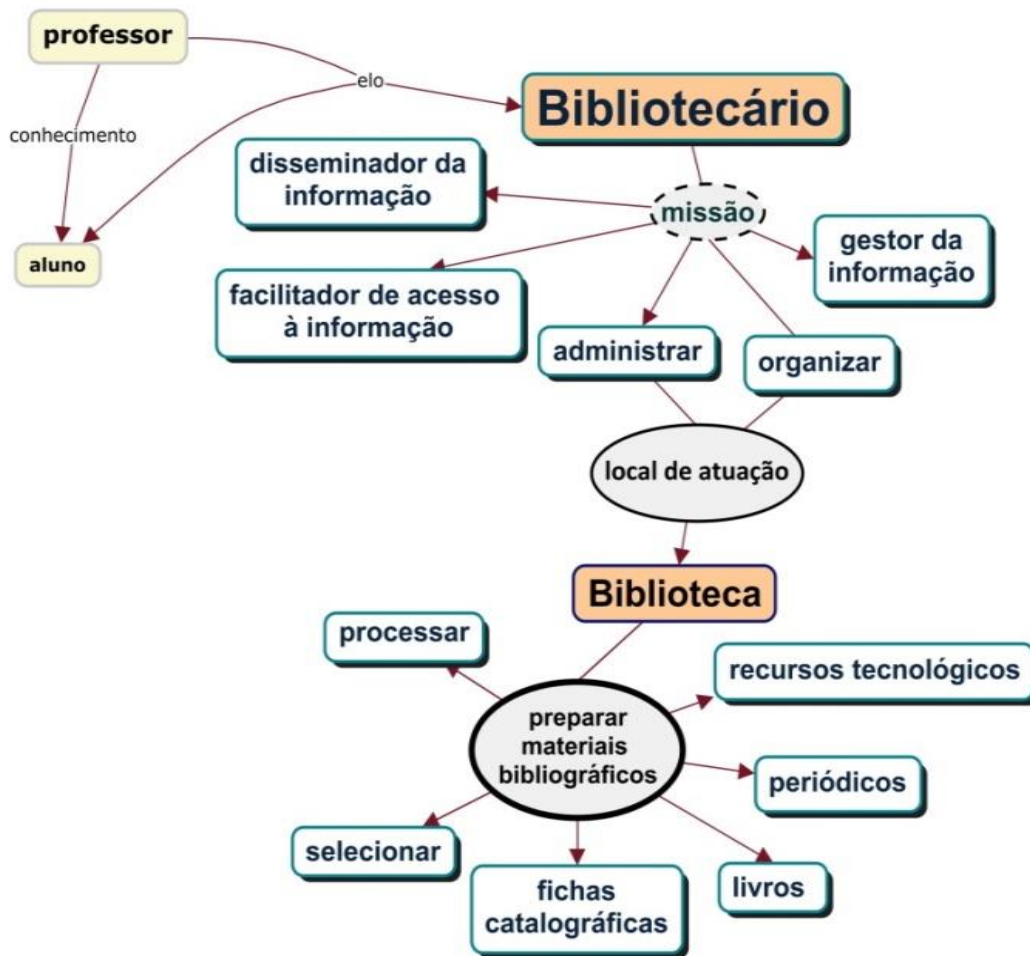 professor
elo
Bibliotecário
conhecimento
disseminador da
informação
missão
gestor da
informação
aluno
facilitador de acesso
à informação
administrar
organizar
local de atuação
Biblioteca
processar
recursos tecnológicos
preparar
materiais
bibliográficos
periódicos
selecionar
fichas
catalográficas
livros